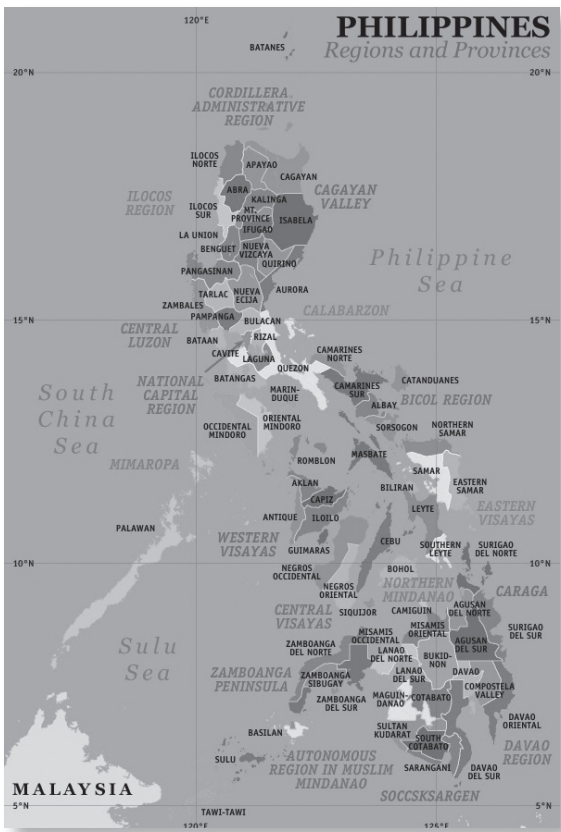 PHILIPPINES
Regions and Provinces
120°E
BATANES
20°N
20°N
CORDILLERA
ADMINISTRATIVE
REGION
ILOCOS
NORTE
APAYAO
CAGAYAN
ILOCOS
REGION
ABRA
KALINGA
CAGAYAN
VALLEY
ILOCOS
SUR
MT.
PROVINCE
ISABELA
IFUGAO
LA UNION
BENGUET
NUEVA
VIZCAYA
QUIRINO
PANGASINAN
Philippine
Sea
TARLAC
NUEVA
ECIJA
AURORA
ZAMBALES
PAMPANGA
BULACAN
CALABARZON
15°N
15°N
CENTRAL
LUZON
BATAAN
RIZAL
CAVITE
LAGUNA
QUEZON
CAMARINES
NORTE
NATIONAL
CAPITAL
REGION
BATANGAS
MARIN-
DUQUE
CAMARINES
SUR
CATANDUANES
ALBAY
BICOL REGION
South
China
Sea
OCCIDENTAL
MINDORO
ORIENTAL
MINDORO
SORSOGON
NORTHERN
SAMAR
MIMAROPA
ROMBLON
MASBATE
SAMAR
AKLAN
BILIRAN
EASTERN
SAMAR
CAPIZ
LEYTE
EASTERN
VISAYAS
ANTIQUE
ILOILO
PALAWAN
WESTERN
VISAYAS
CEBU
SOUTHERN
LEYTE
SURIGAO
DEL NORTE
GUIMARAS
10°N
10°N
NEGROS
OCCIDENTAL
BOHOL
NEGROS
ORIENTAL
NORTHERN
MINDANAO
CARAGA
CENTRAL
VISAYAS
SIQUIJOR
CAMIGUIN
AGUSAN
DEL NORTE
MISAMIS
OCCIDENTAL
MISAMIS
ORIENTAL
SURIGAO
DEL SUR
Sulu
Sea
ZAMBOANGA
DEL NORTE
LANAO
DEL NORTE
BUKID-
NON
AGUSAN
DEL SUR
ZAMBOANGA
PENINSULA
ZAMBOANGA
SIBUGAY
LANAO
DEL SUR
DAVAO
COMPOSTELA
VALLEY
ZAMBOANGA
DEL SUR
MAGUIN-
DANAO
COTABATO
DAVAO
ORIENTAL
BASILAN
SULTAN
KUDARAT
SOUTH
COTABATO
DAVAO
REGION
SULU
AUTONOMOUS
REGION IN MUSLIM
MINDANAO
SARANGANI
DAVAO
DEL SUR
MALAYSIA
SOCCSKSARGEN
5°N
5°N
TAWI-TAWI
120°E
125°E